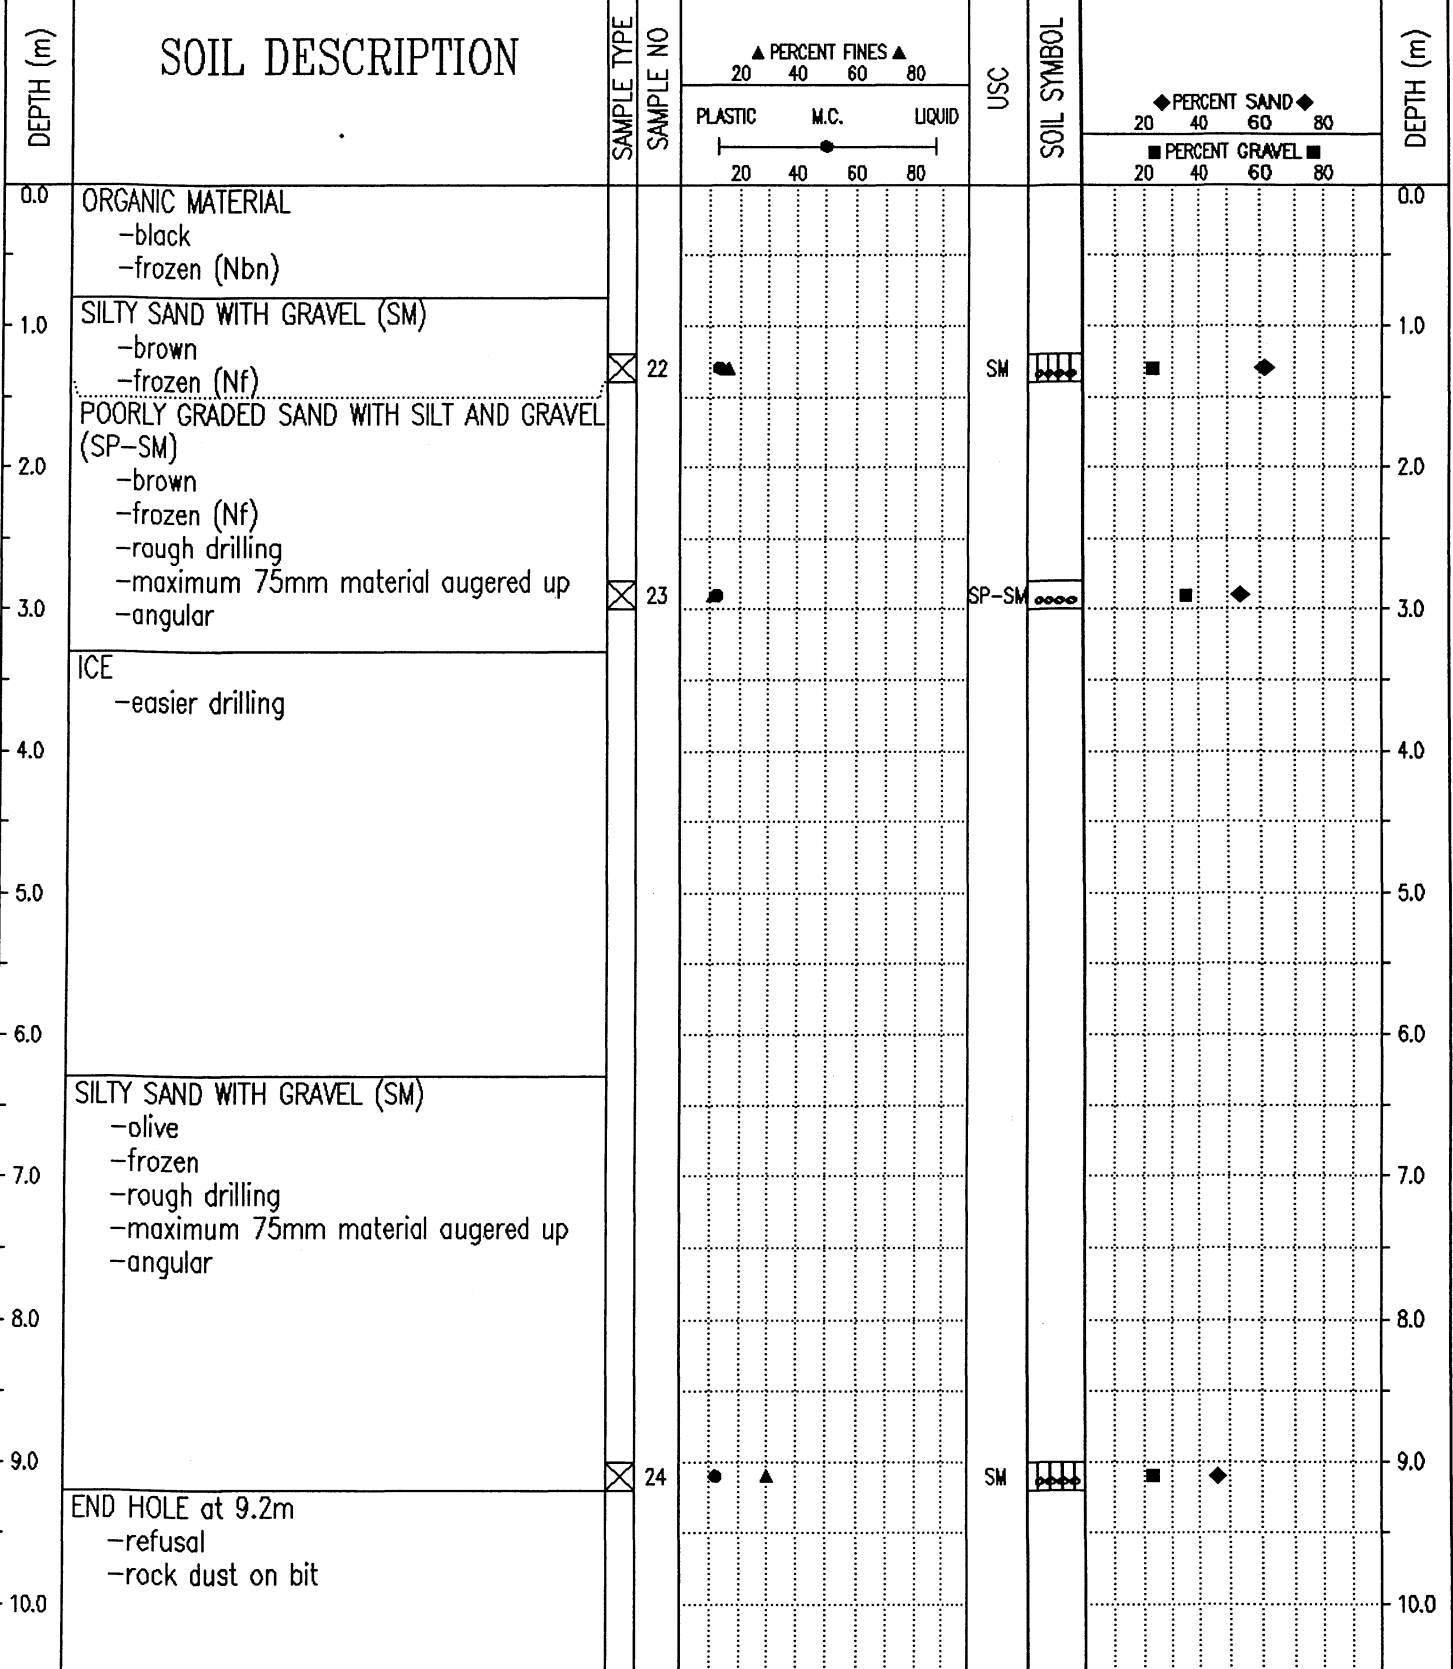 DEPTH (m)
SOIL DESCRIPTION
SAMPLE TYPE
SAMPLE NO
▲ PERCENT FINES ▲
20 40 60 80
PLASTIC M.C. LIQUID
20 40 60 80
USC
SOIL SYMBOL
◆ PERCENT SAND ◆
20 40 60 80
■ PERCENT GRAVEL ■
20 40 60 80
DEPTH (m)
0.0 0.0
ORGANIC MATERIAL
-black
-frozen (Nbn)
SILTY SAND WITH GRAVEL (SM)
1.0 1.0
-brown
22 SM
-frozen (Nf)
POORLY GRADED SAND WITH SILT AND GRAVEL
(SP-SM)
2.0 2.0
-brown
-frozen (Nf)
-rough drilling
-maximum 75mm material augered up
23 SP-SM
3.0 3.0
-angular
ICE
-easier drilling
4.0 4.0
5.0 5.0
6.0 6.0
SILTY SAND WITH GRAVEL (SM)
-olive
-frozen
7.0 7.0
-rough drilling
-maximum 75mm material augered up
-angular
8.0 8.0
9.0 9.0
24 SM
END HOLE at 9.2m
-refusal
-rock dust on bit
10.0 10.0